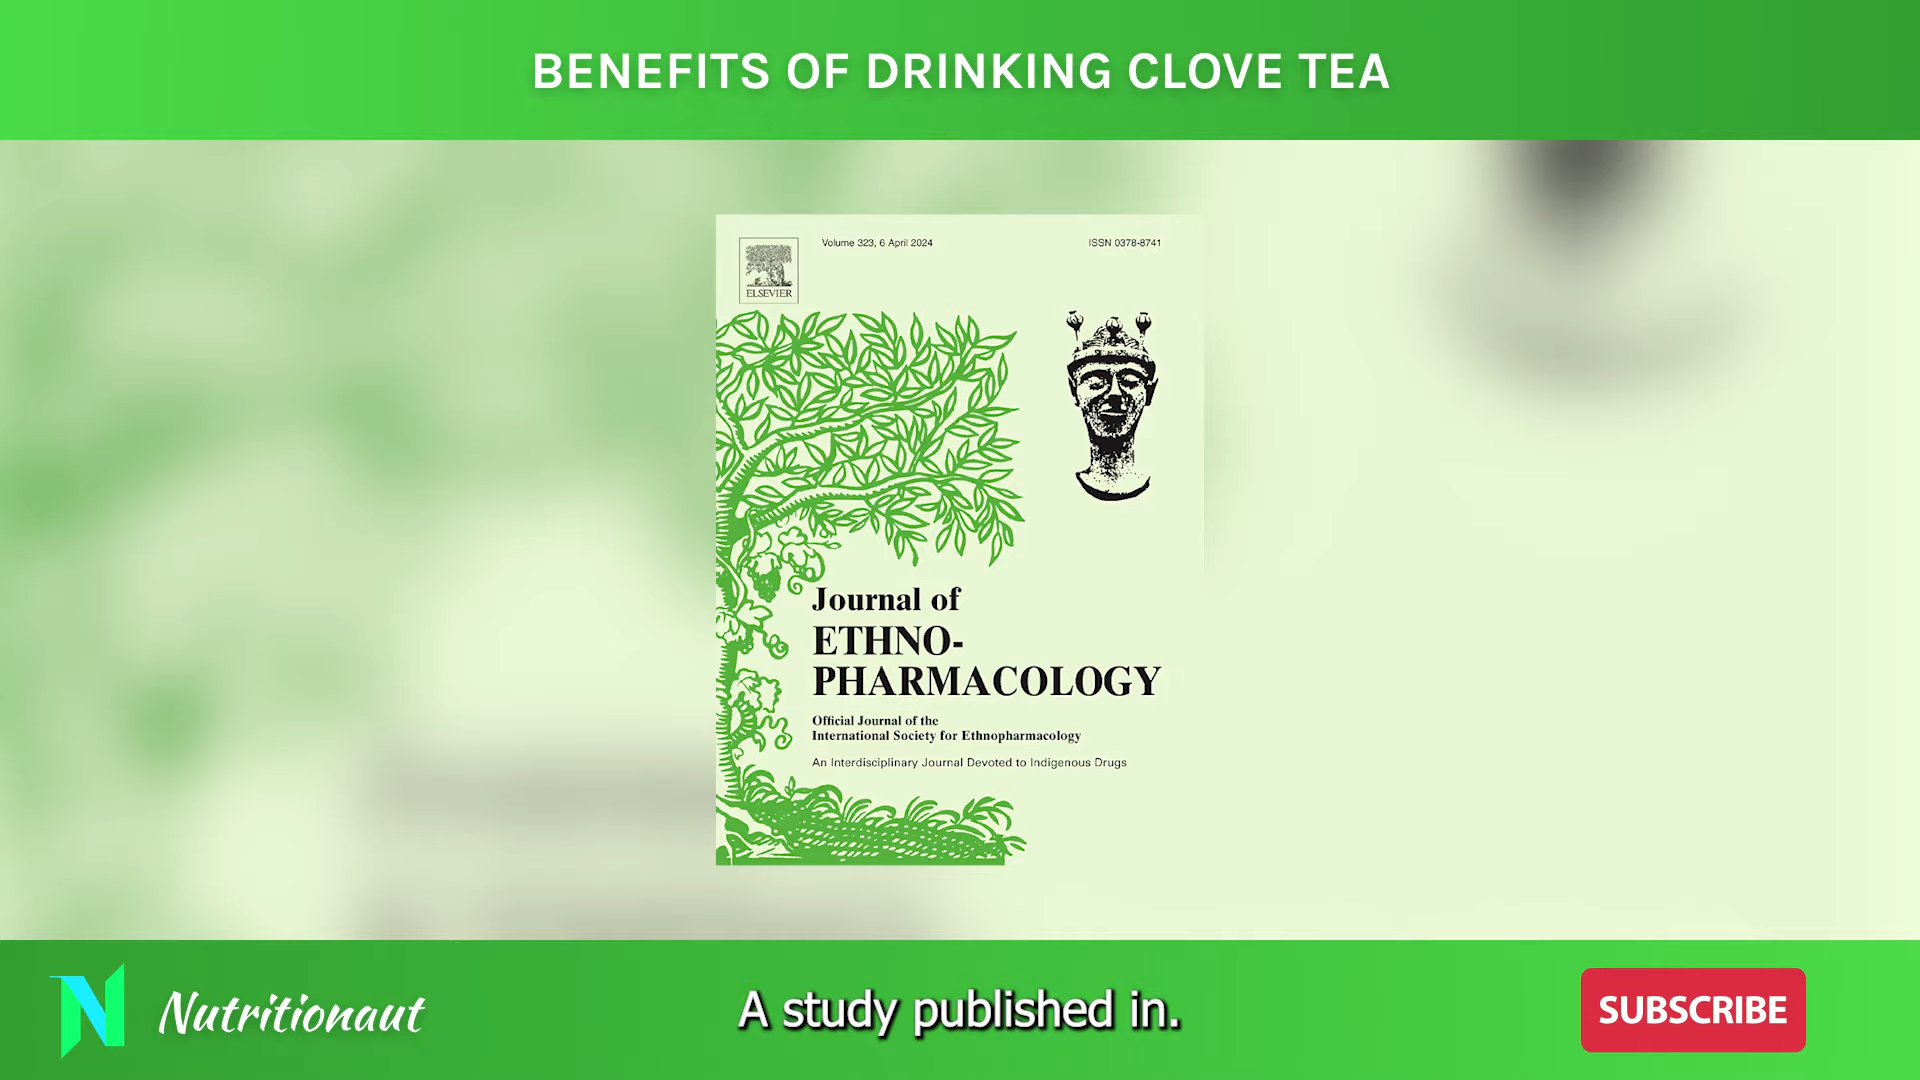 BENEFITS OF DRINKING CLOVE TEA
Volume 323, 6 April 2024
ISSN 0378-8741
ELSEVIER
Journal of
ETHNO-
PHARMACOLOGY
Official Journal of the
International Society for Ethnopharmacology
An Interdisciplinary Journal Devoted to Indigenous Drugs
N
Nutritionaut
A study published in.
SUBSCRIBE